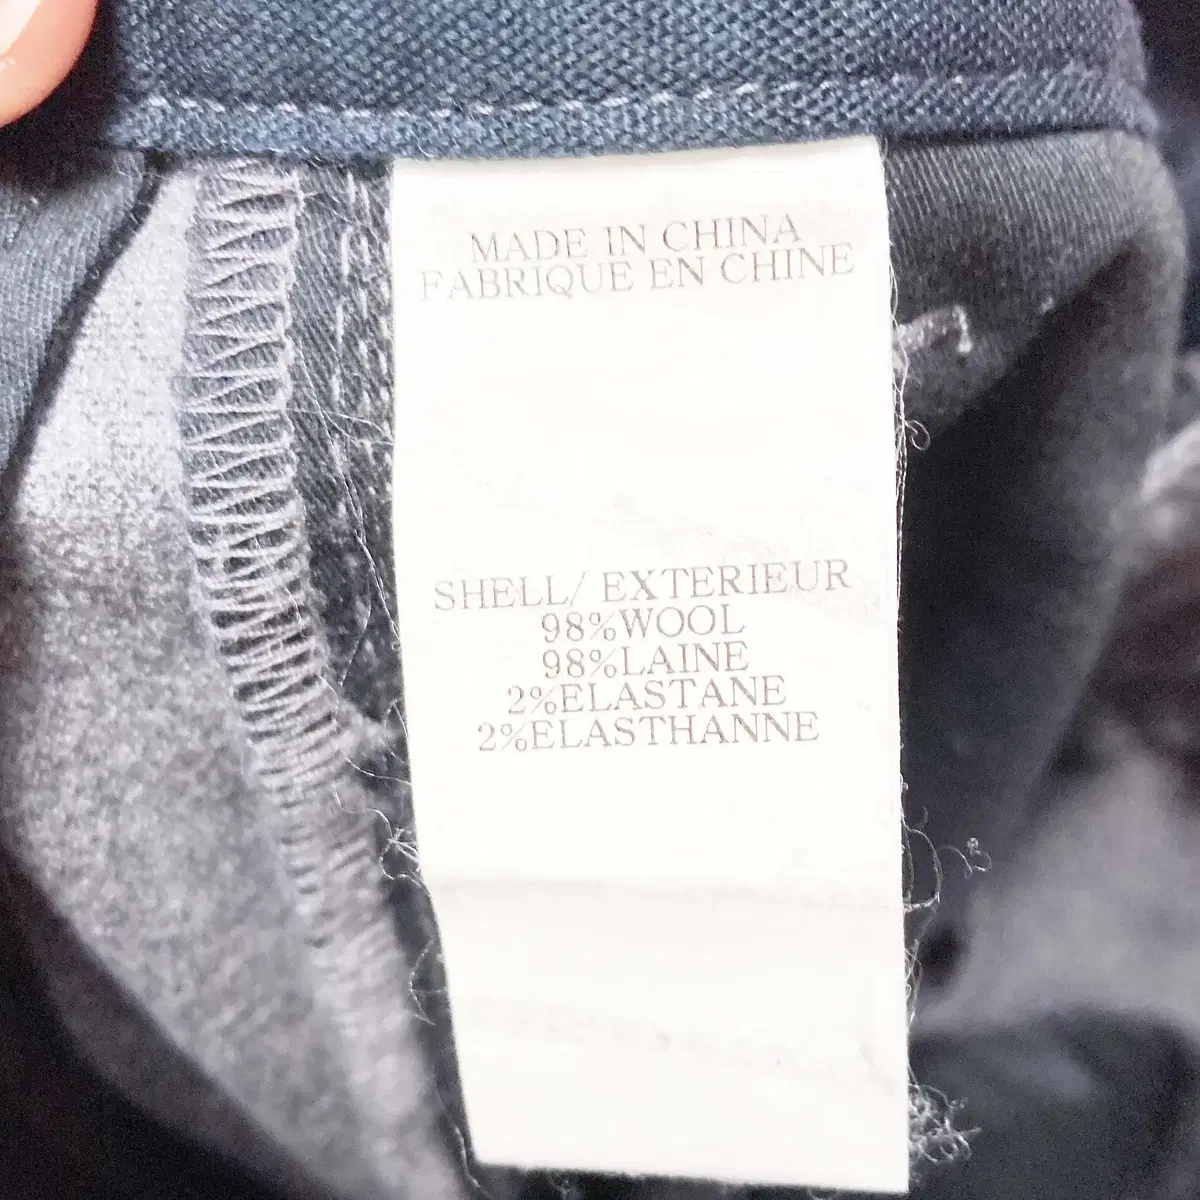 MADE IN CHINA
FABRIQUE EN CHINE
SHELL/ EXTERIEUR
98%WOOL
98%LAINE
2%ELASTANE
2%ELASTHANNE